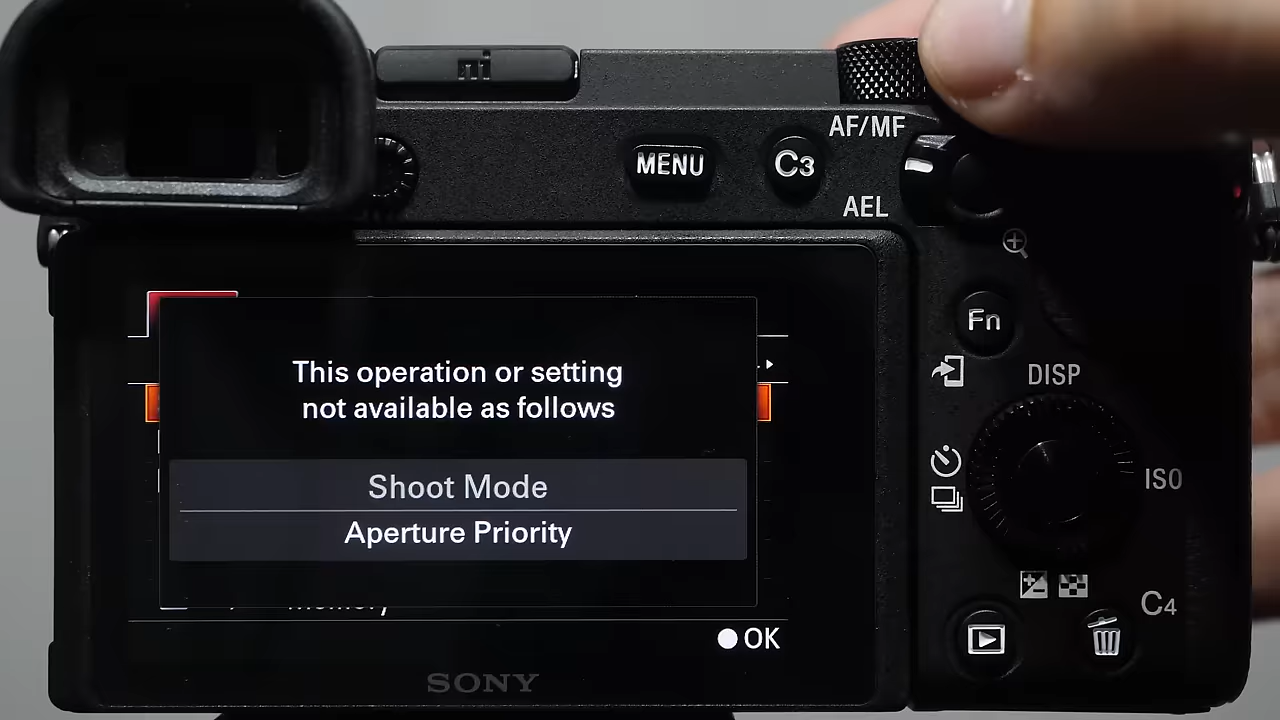 MENU
C3
AF/MF
AEL
Fn
DISP
This operation or setting
not available as follows
Shoot Mode
Aperture Priority
ISO
Memory
C4
OK
SONY